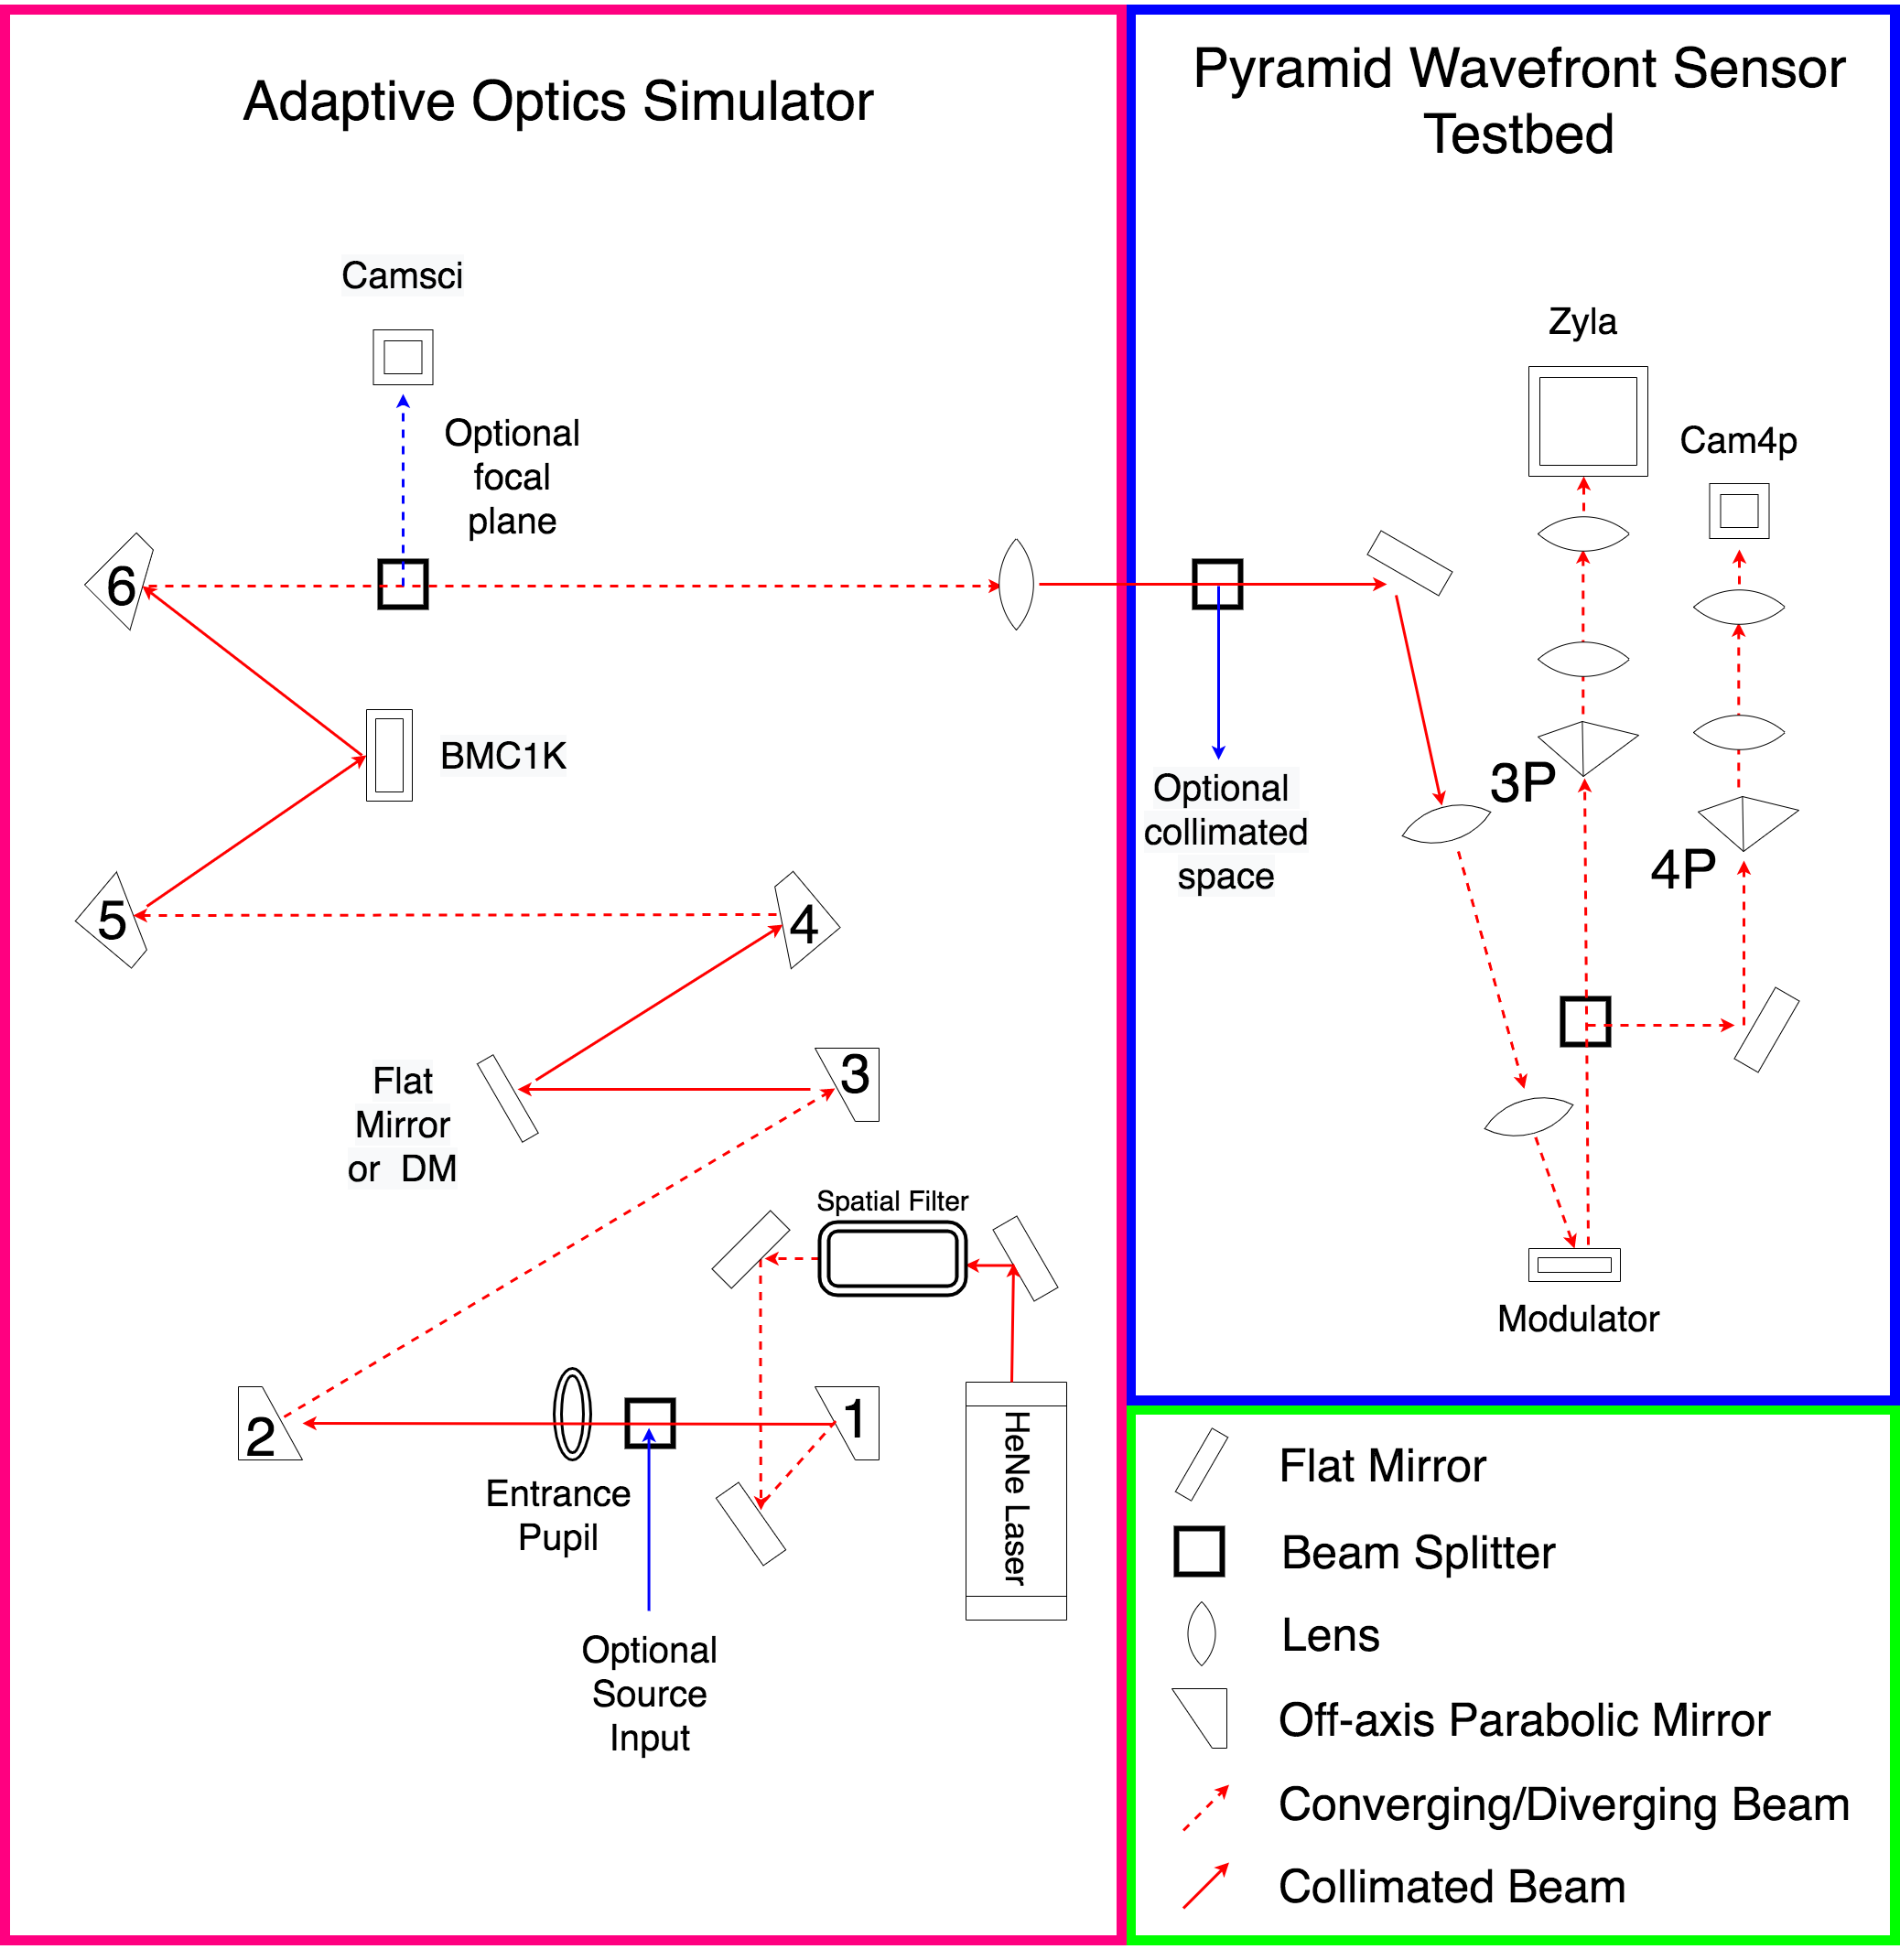 Adaptive Optics Simulator
Camsci
Optional
focal
plane
6
BMC1K
5
4
Flat
Mirror
or DM
3
Spatial Filter
2
1
Entrance
Pupil
HeNe Laser
Optional
Source
Input
Pyramid Wavefront Sensor
Testbed
Zyla
Cam4p
3P
Optional
collimated
space
4P
Modulator
Flat Mirror
Beam Splitter
Lens
Off-axis Parabolic Mirror
Converging/Diverging Beam
Collimated Beam